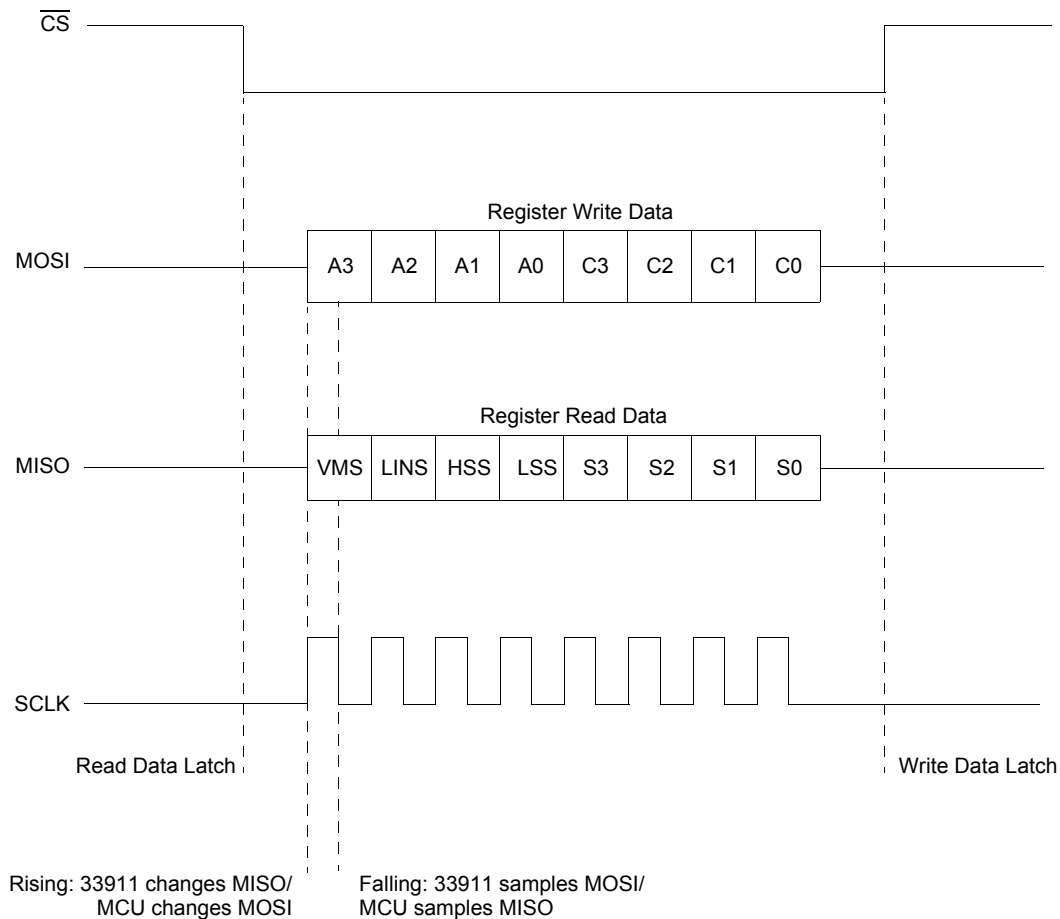 CS
Register Write Data
MOSI
A3 A2 A1 A0 C3 C2 C1 C0
Register Read Data
MISO
VMS LINS HSS LSS S3 S2 S1 S0
SCLK
Read Data Latch
Write Data Latch
Rising: 33911 changes MISO/
MCU changes MOSI
Falling: 33911 samples MOSI/
MCU samples MISO